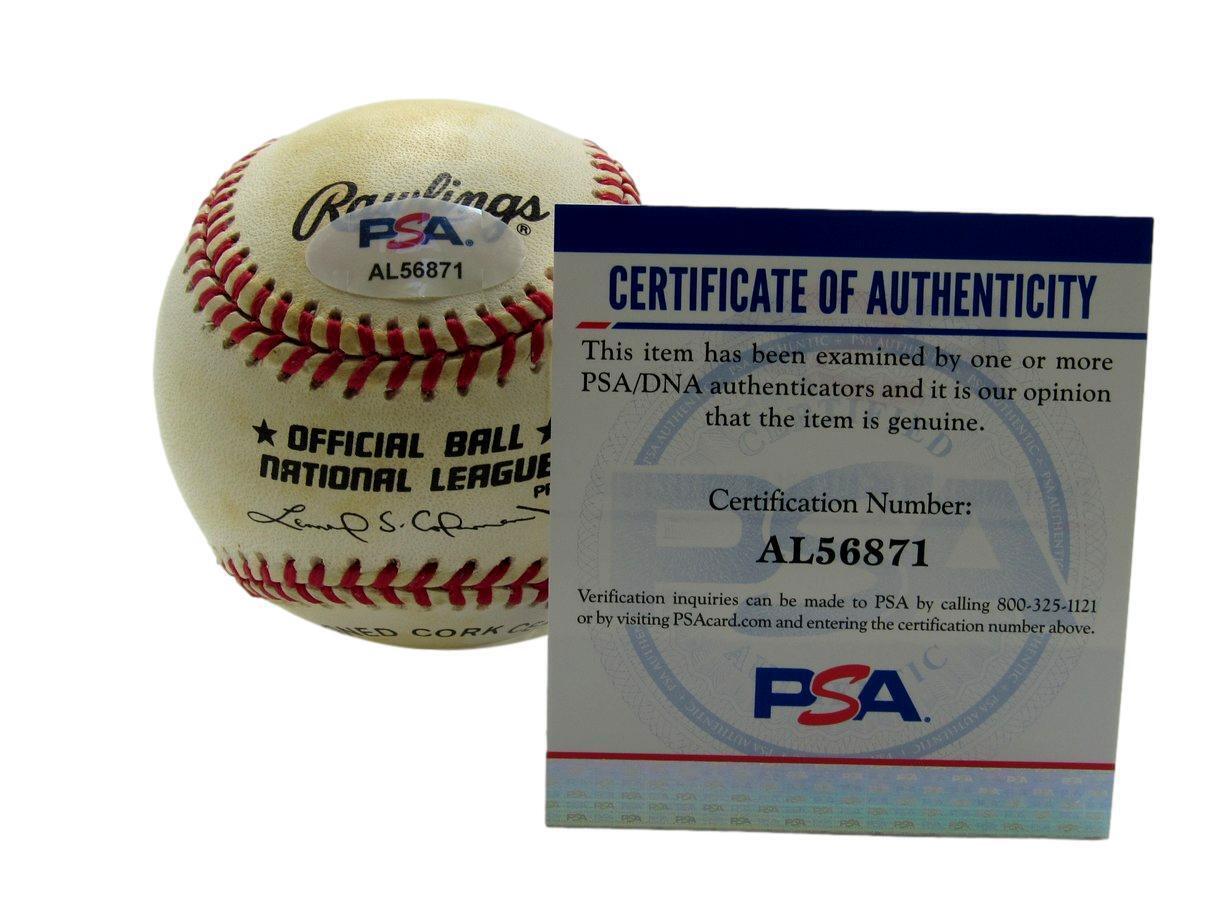 Rawlings®
PSA®
AL56871
★ OFFICIAL BALL ★
NATIONAL LEAGUE
CORK
CERTIFICATE OF AUTHENTICITY
This item has been examined by one or more
PSA/DNA authenticators and it is our opinion
that the item is genuine.
Certification Number:
AL56871
Verification inquiries can be made to PSA by calling 800-325-1121
or by visiting PSAcard.com and entering the certification number above.
PSA.